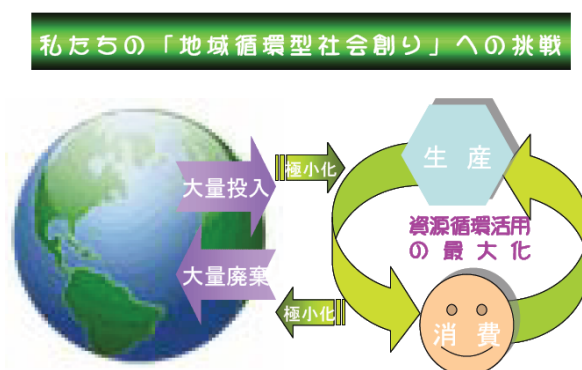 私たちの「地域循環型社会創り」への挑戦
大量投入
極小化
生産
資源循環活用
の最大化
大量廃棄
極小化
消費